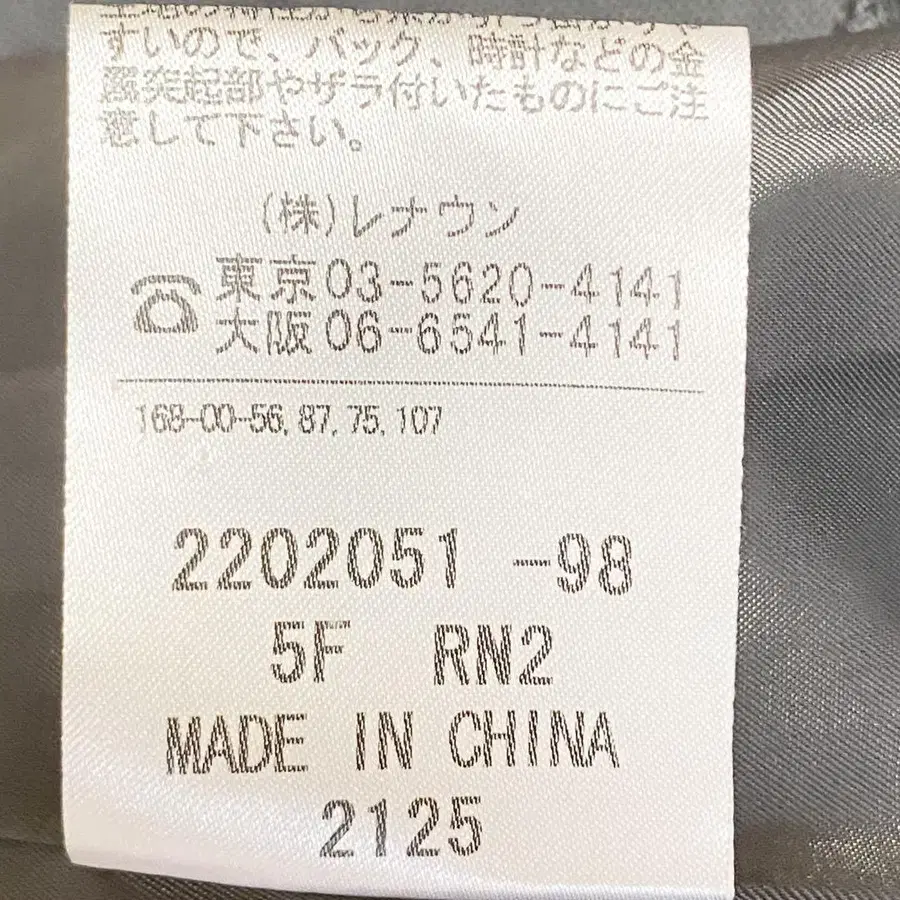 すいので、バック、時計などの金
属突起部やザラ付いたものにご注
意して下さい。
(株)レナウン
東京03-5620-4141
大阪06-6541-4141
168-00-56, 87, 75, 107
2202051 -98
5F RN2
MADE IN CHINA
2125